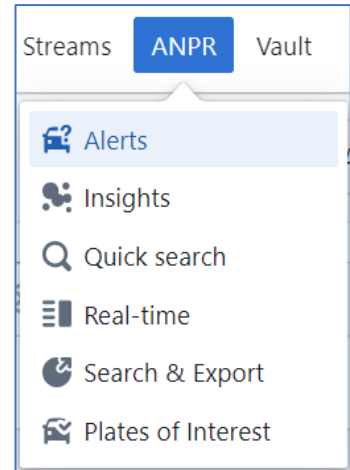 Streams ANPR Vault
Alerts
Insights
Quick search
Real-time
Search & Export
Plates of Interest